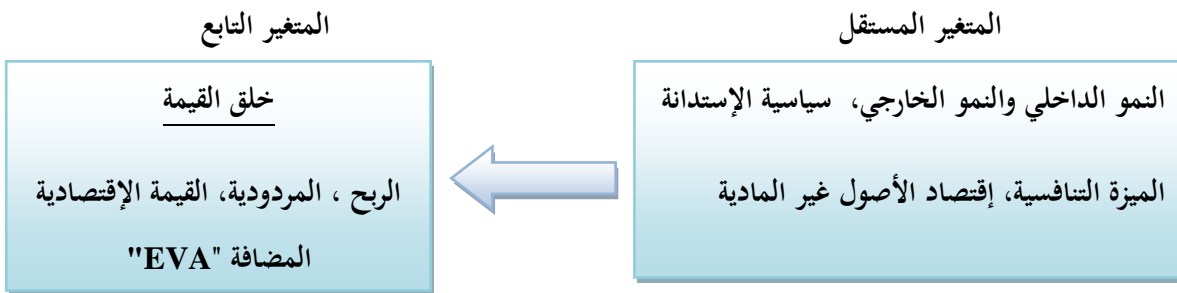 المتغير المستقل
النمو الداخلي والنمو الخارجي، سياسية الإستدانة
الميزة التنافسية، إقتصاد الأصول غير المادية
المتغير التابع
خلق القيمة
الربح ، المردودية، القيمة الإقتصادية
المضافة "EVA"